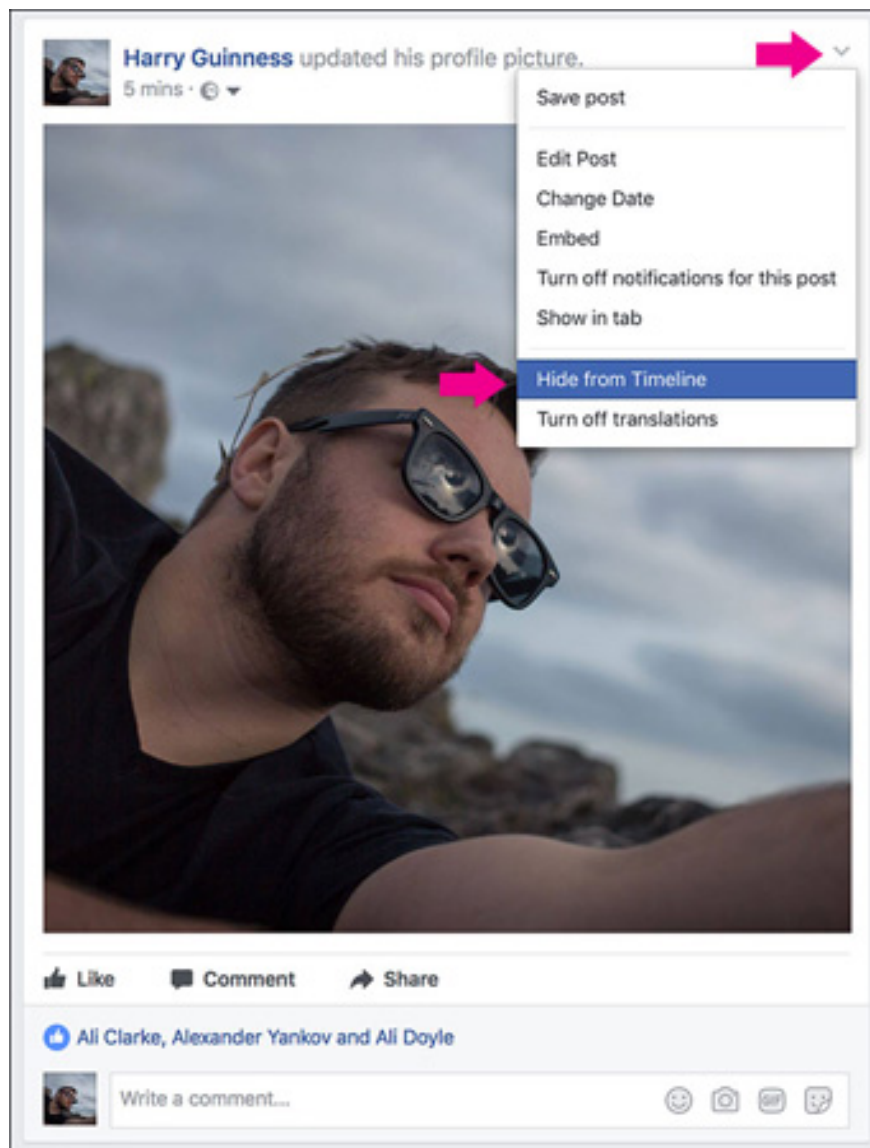 Harry Guinness updated his profile picture.
5 mins ·
Save post
Edit Post
Change Date
Embed
Turn off notifications for this post
Show in tab
Hide from Timeline
Turn off translations
Like Comment Share
Ali Clarke, Alexander Yankov and Ali Doyle
Write a comment...
GIF